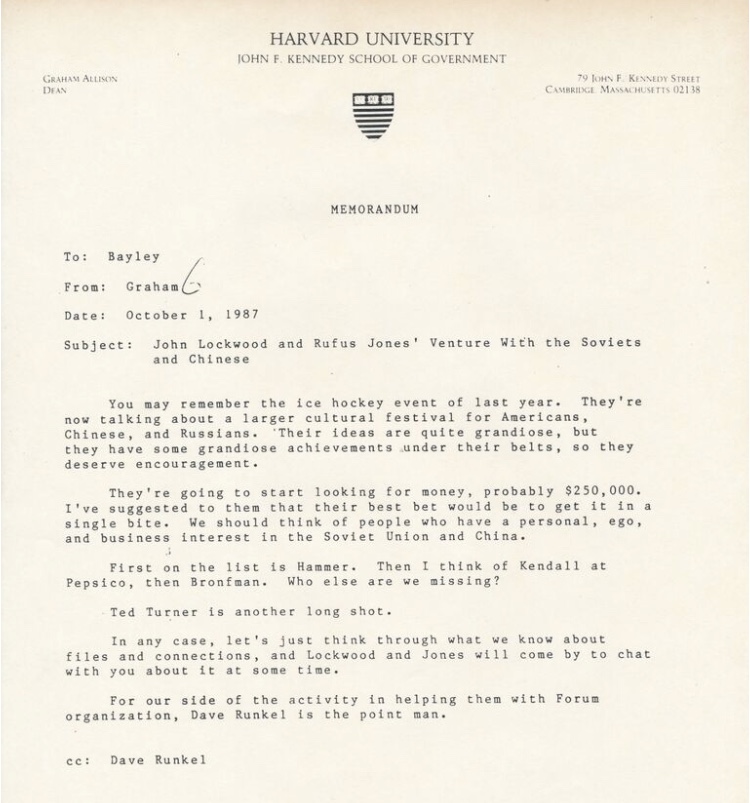 HARVARD UNIVERSITY
JOHN F. KENNEDY SCHOOL OF GOVERNMENT
GRAHAM ALLISON
DEAN
79 JOHN F. KENNEDY STREET
CAMBRIDGE, MASSACHUSETTS 02138
MEMORANDUM
To: Bayley
From: Graham G
Date: October 1, 1987
Subject: John Lockwood and Rufus Jones' Venture With the Soviets
and Chinese
You may remember the ice hockey event of last year. They're
now talking about a larger cultural festival for Americans,
Chinese, and Russians. Their ideas are quite grandiose, but
they have some grandiose achievements under their belts, so they
deserve encouragement.
They're going to start looking for money, probably $250,000.
I've suggested to them that their best bet would be to get it in a
single bite. We should think of people who have a personal, ego,
and business interest in the Soviet Union and China.
First on the list is Hammer. Then I think of Kendall at
Pepsico, then Bronfman. Who else are we missing?
Ted Turner is another long shot.
In any case, let's just think through what we know about
files and connections, and Lockwood and Jones will come by to chat
with you about it at some time.
For our side of the activity in helping them with Forum
organization, Dave Runkel is the point man.
cc: Dave Runkel